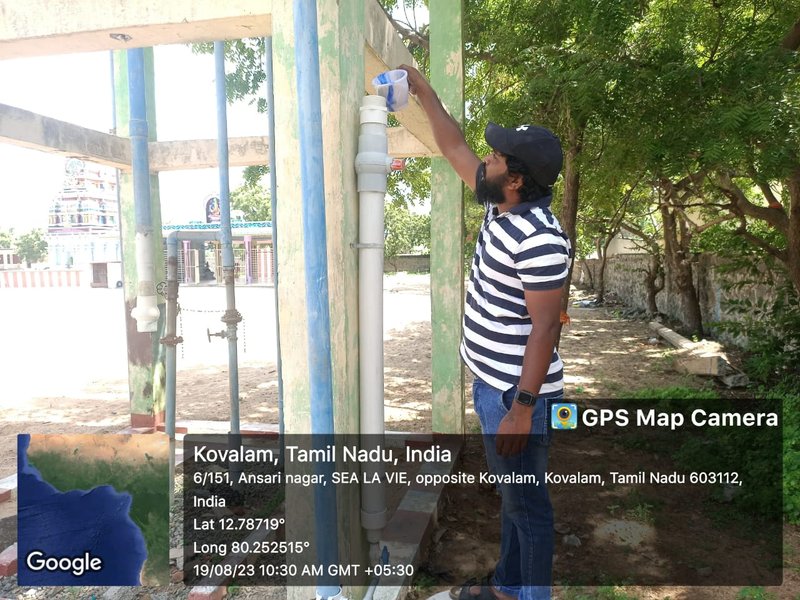 GPS Map Camera
Kovalam, Tamil Nadu, India
6/151, Ansari nagar, SEA LA VIE, opposite Kovalam, Kovalam, Tamil Nadu 603112,
India
Lat 12.78719°
Long 80.252515°
19/08/23 10:30 AM GMT +05:30
Google